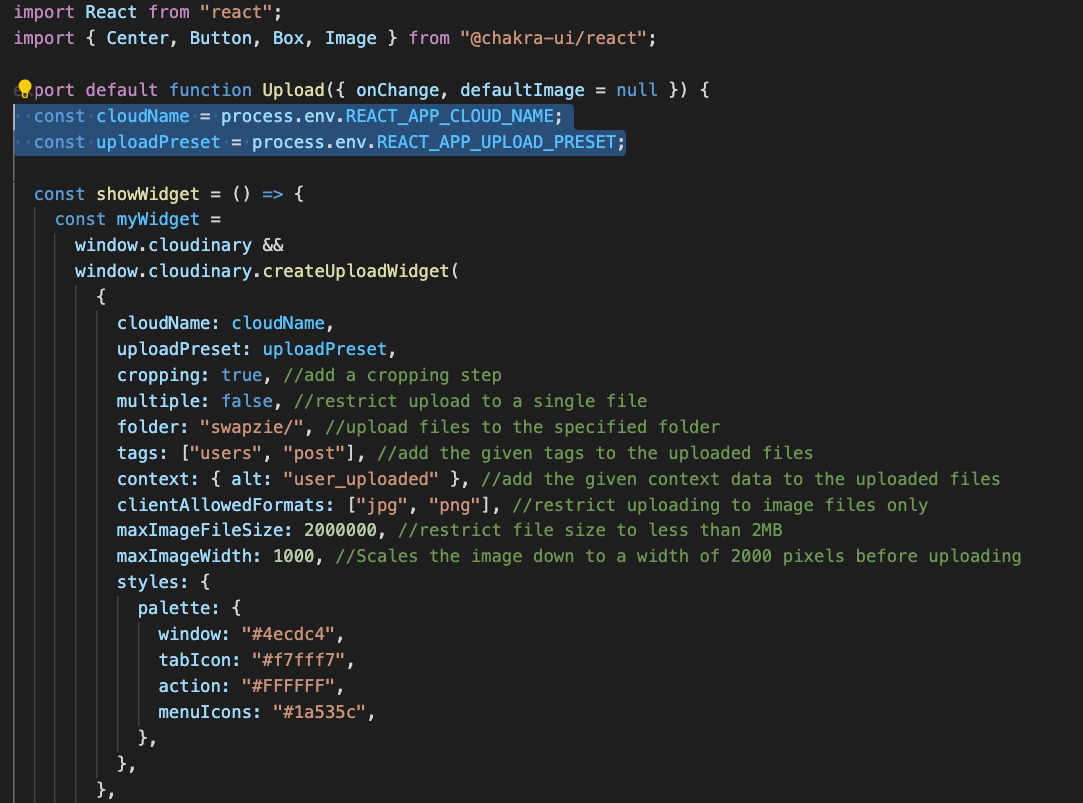 import React from "react";
import { Center, Button, Box, Image } from "@chakra-ui/react";

export default function Upload({ onChange, defaultImage = null }) {
  const cloudName = process.env.REACT_APP_CLOUD_NAME;
  const uploadPreset = process.env.REACT_APP_UPLOAD_PRESET;

  const showWidget = () => {
    const myWidget =
      window.cloudinary &&
      window.cloudinary.createUploadWidget(
        {
          cloudName: cloudName,
          uploadPreset: uploadPreset,
          cropping: true, //add a cropping step
          multiple: false, //restrict upload to a single file
          folder: "swapzie/", //upload files to the specified folder
          tags: ["users", "post"], //add the given tags to the uploaded files
          context: { alt: "user_uploaded" }, //add the given context data to the uploaded files
          clientAllowedFormats: ["jpg", "png"], //restrict uploading to image files only
          maxImageFileSize: 2000000, //restrict file size to less than 2MB
          maxImageWidth: 1000, //Scales the image down to a width of 2000 pixels before uploading
          styles: {
            palette: {
              window: "#4ecdc4",
              tabIcon: "#f7fff7",
              action: "#FFFFFF",
              menuIcons: "#1a535c",
            },
          },
        },